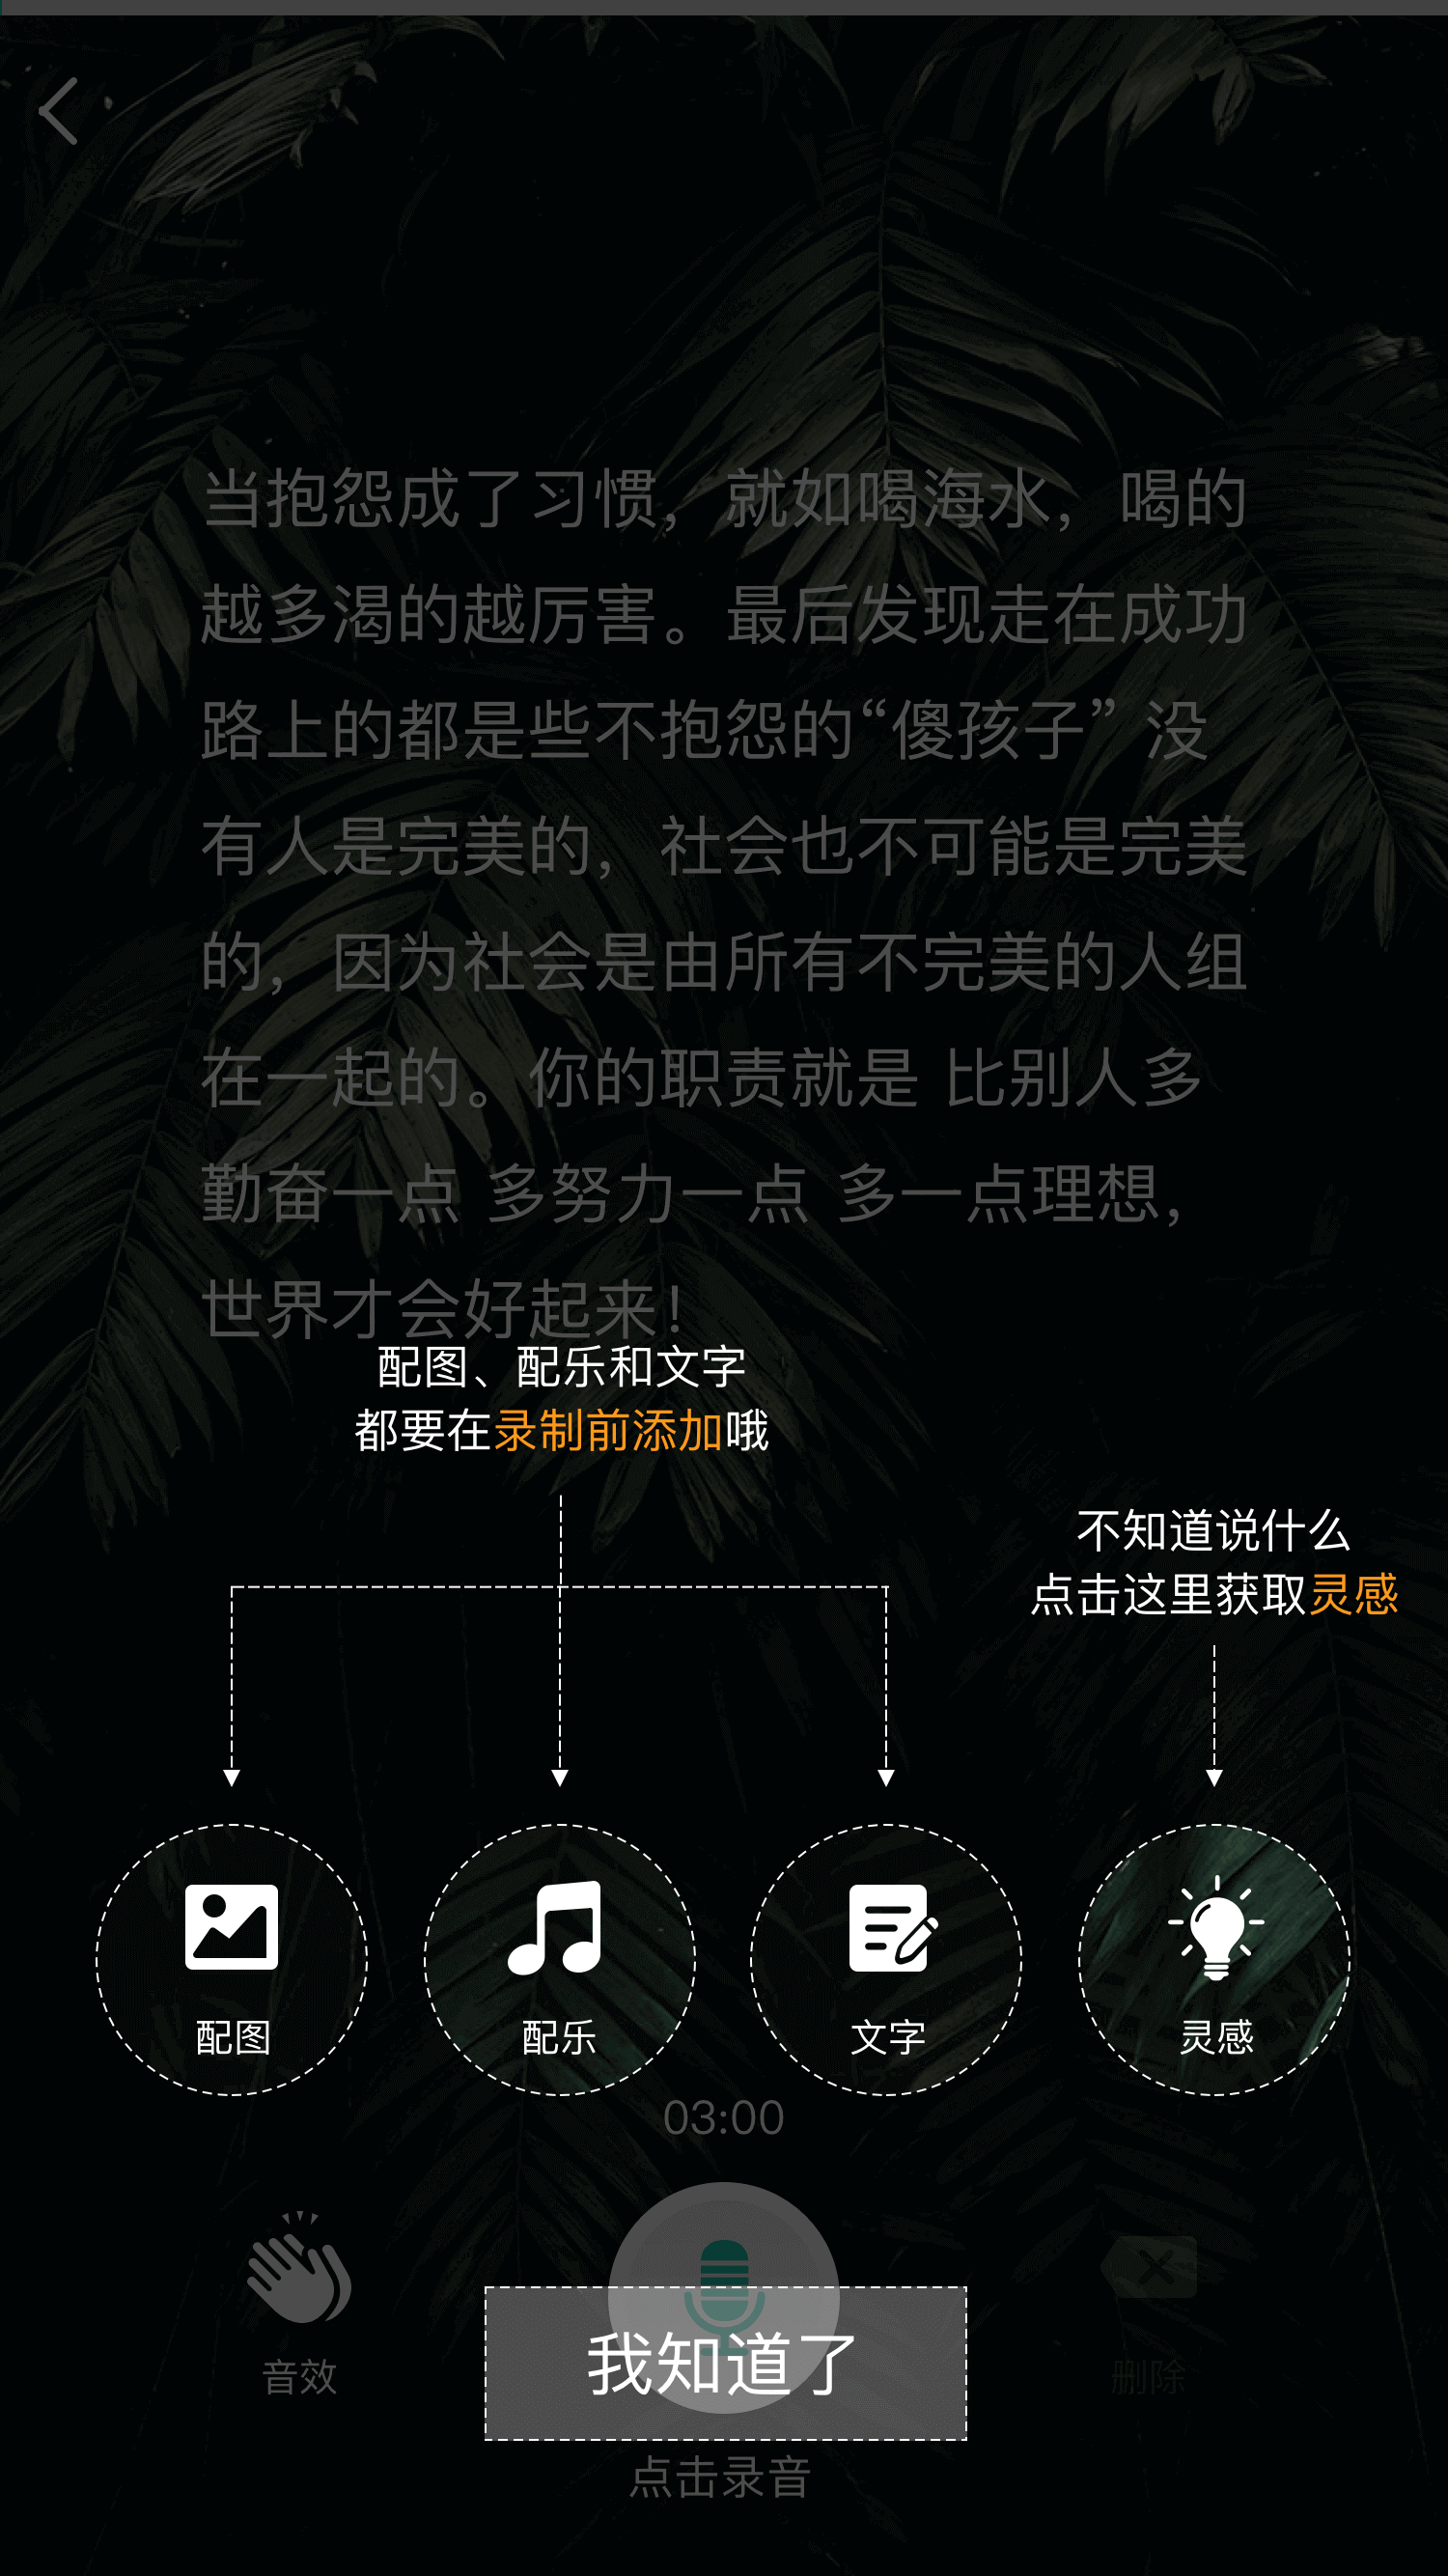 当抱怨成了习惯，就如喝海水，喝的
越多渴的越厉害。最后发现走在成功
路上的都是些不抱怨的“傻孩子” 没
有人是完美的， 社会也不可能是完美
的，因为社会是由所有不完美的人组
在一起的。你的职责就是 比别人多
勤奋一点 多努力一点 多一点理想，
世界才会好起来！
配图、配乐和文字
都要在录制前添加哦
不知道说什么
点击这里获取灵感
配图
配乐
文字
灵感
03:00
音效
我知道了
删除
点击录音